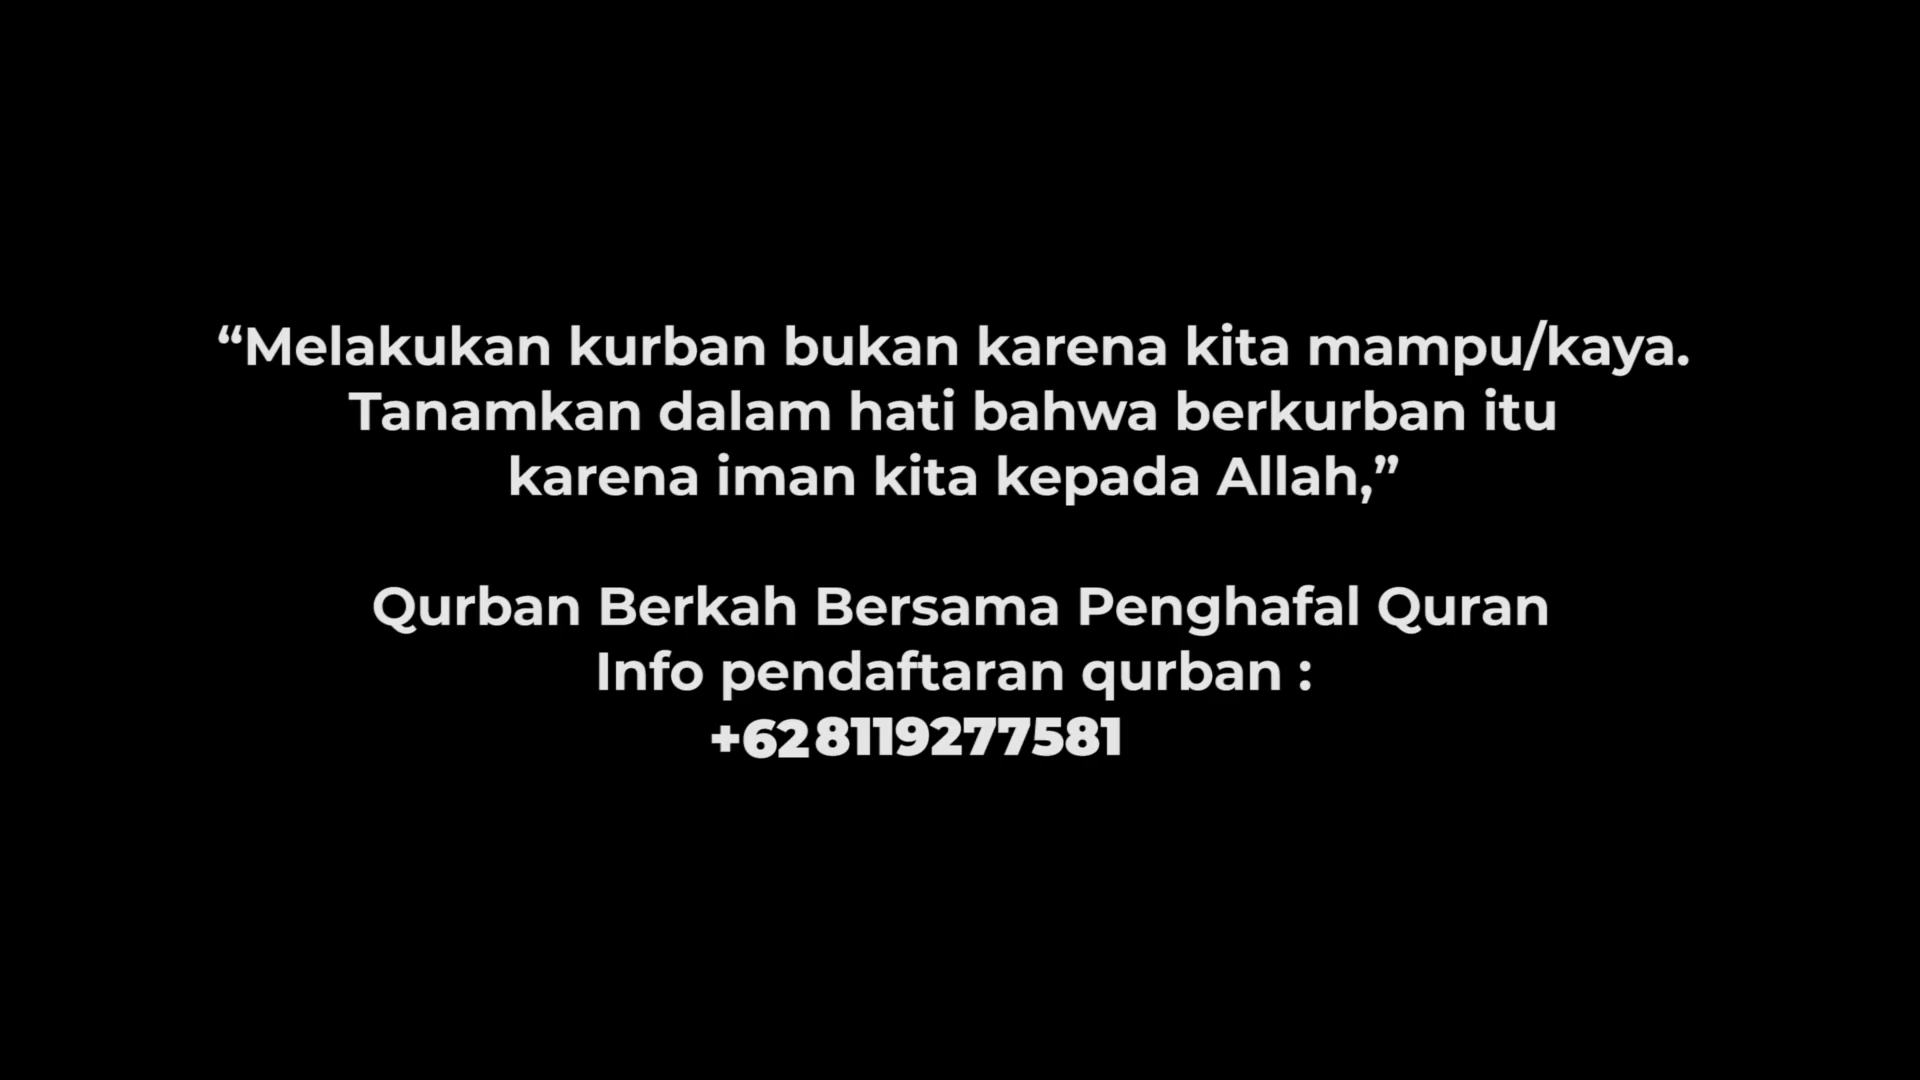 “Melakukan kurban bukan karena kita mampu/kaya.
Tanamkan dalam hati bahwa berkurban itu
karena iman kita kepada Allah,”
Qurban Berkah Bersama Penghafal Quran
Info pendaftaran qurban :
+628119277581